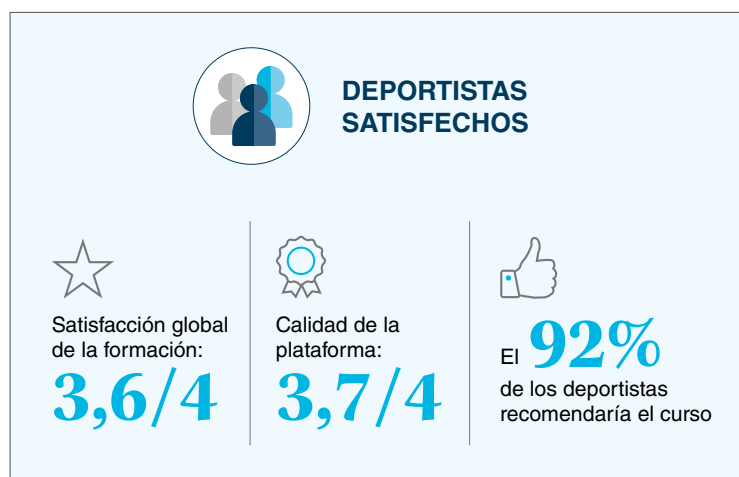 DEPORTISTAS
SATISFECHOS
Satisfacción global
de la formación:
3,6/4
Calidad de la
plataforma:
3,7/4
El 92%
de los deportistas
recomendaría el curso